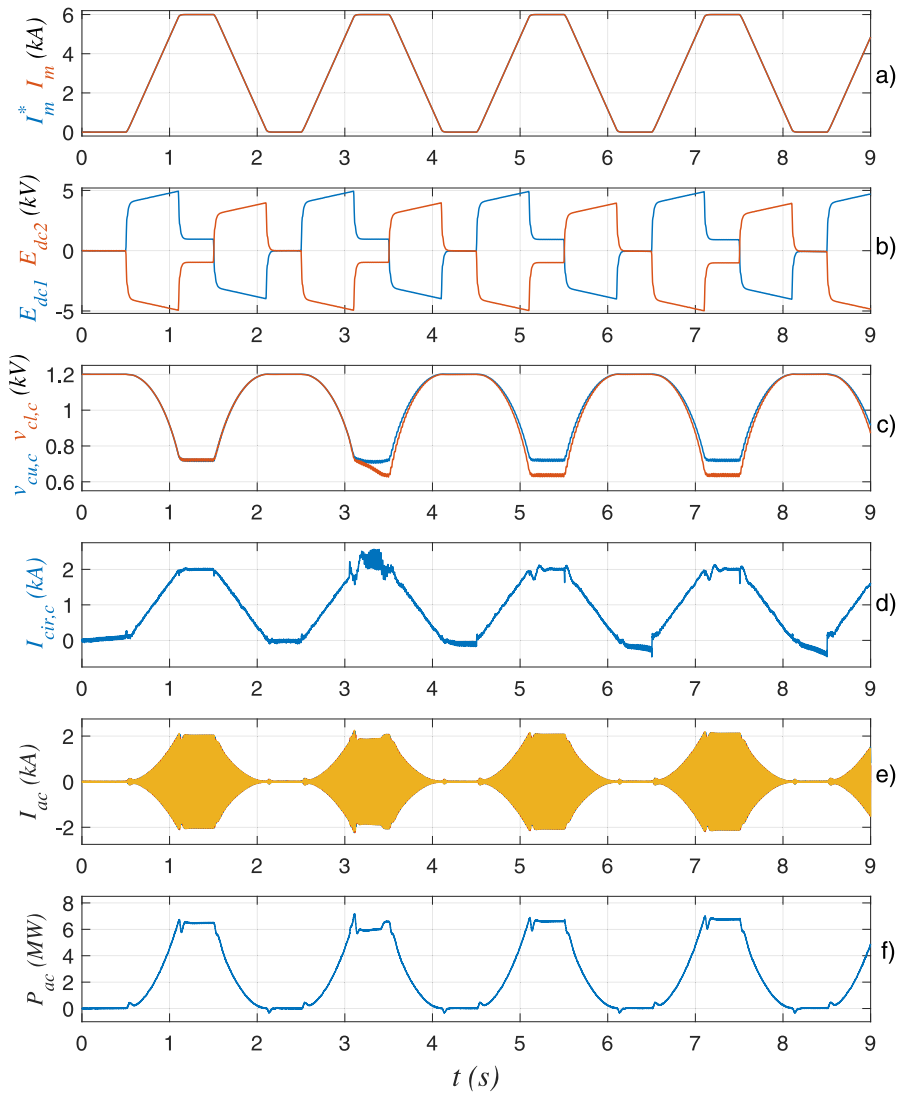 6
4
2
0
I*m Im (kA)
a)
0 1 2 3 4 5 6 7 8 9
5
0
-5
Edc1 Edc2 (kV)
b)
0 1 2 3 4 5 6 7 8 9
1.2
1
0.8
0.6
vcu,c vcl,c (kV)
c)
0 1 2 3 4 5 6 7 8 9
2
1
0
Icir,c (kA)
d)
0 1 2 3 4 5 6 7 8 9
2
0
-2
Iac (kA)
e)
0 1 2 3 4 5 6 7 8 9
8
6
4
2
0
Pac (MW)
f)
0 1 2 3 4 5 6 7 8 9
t (s)